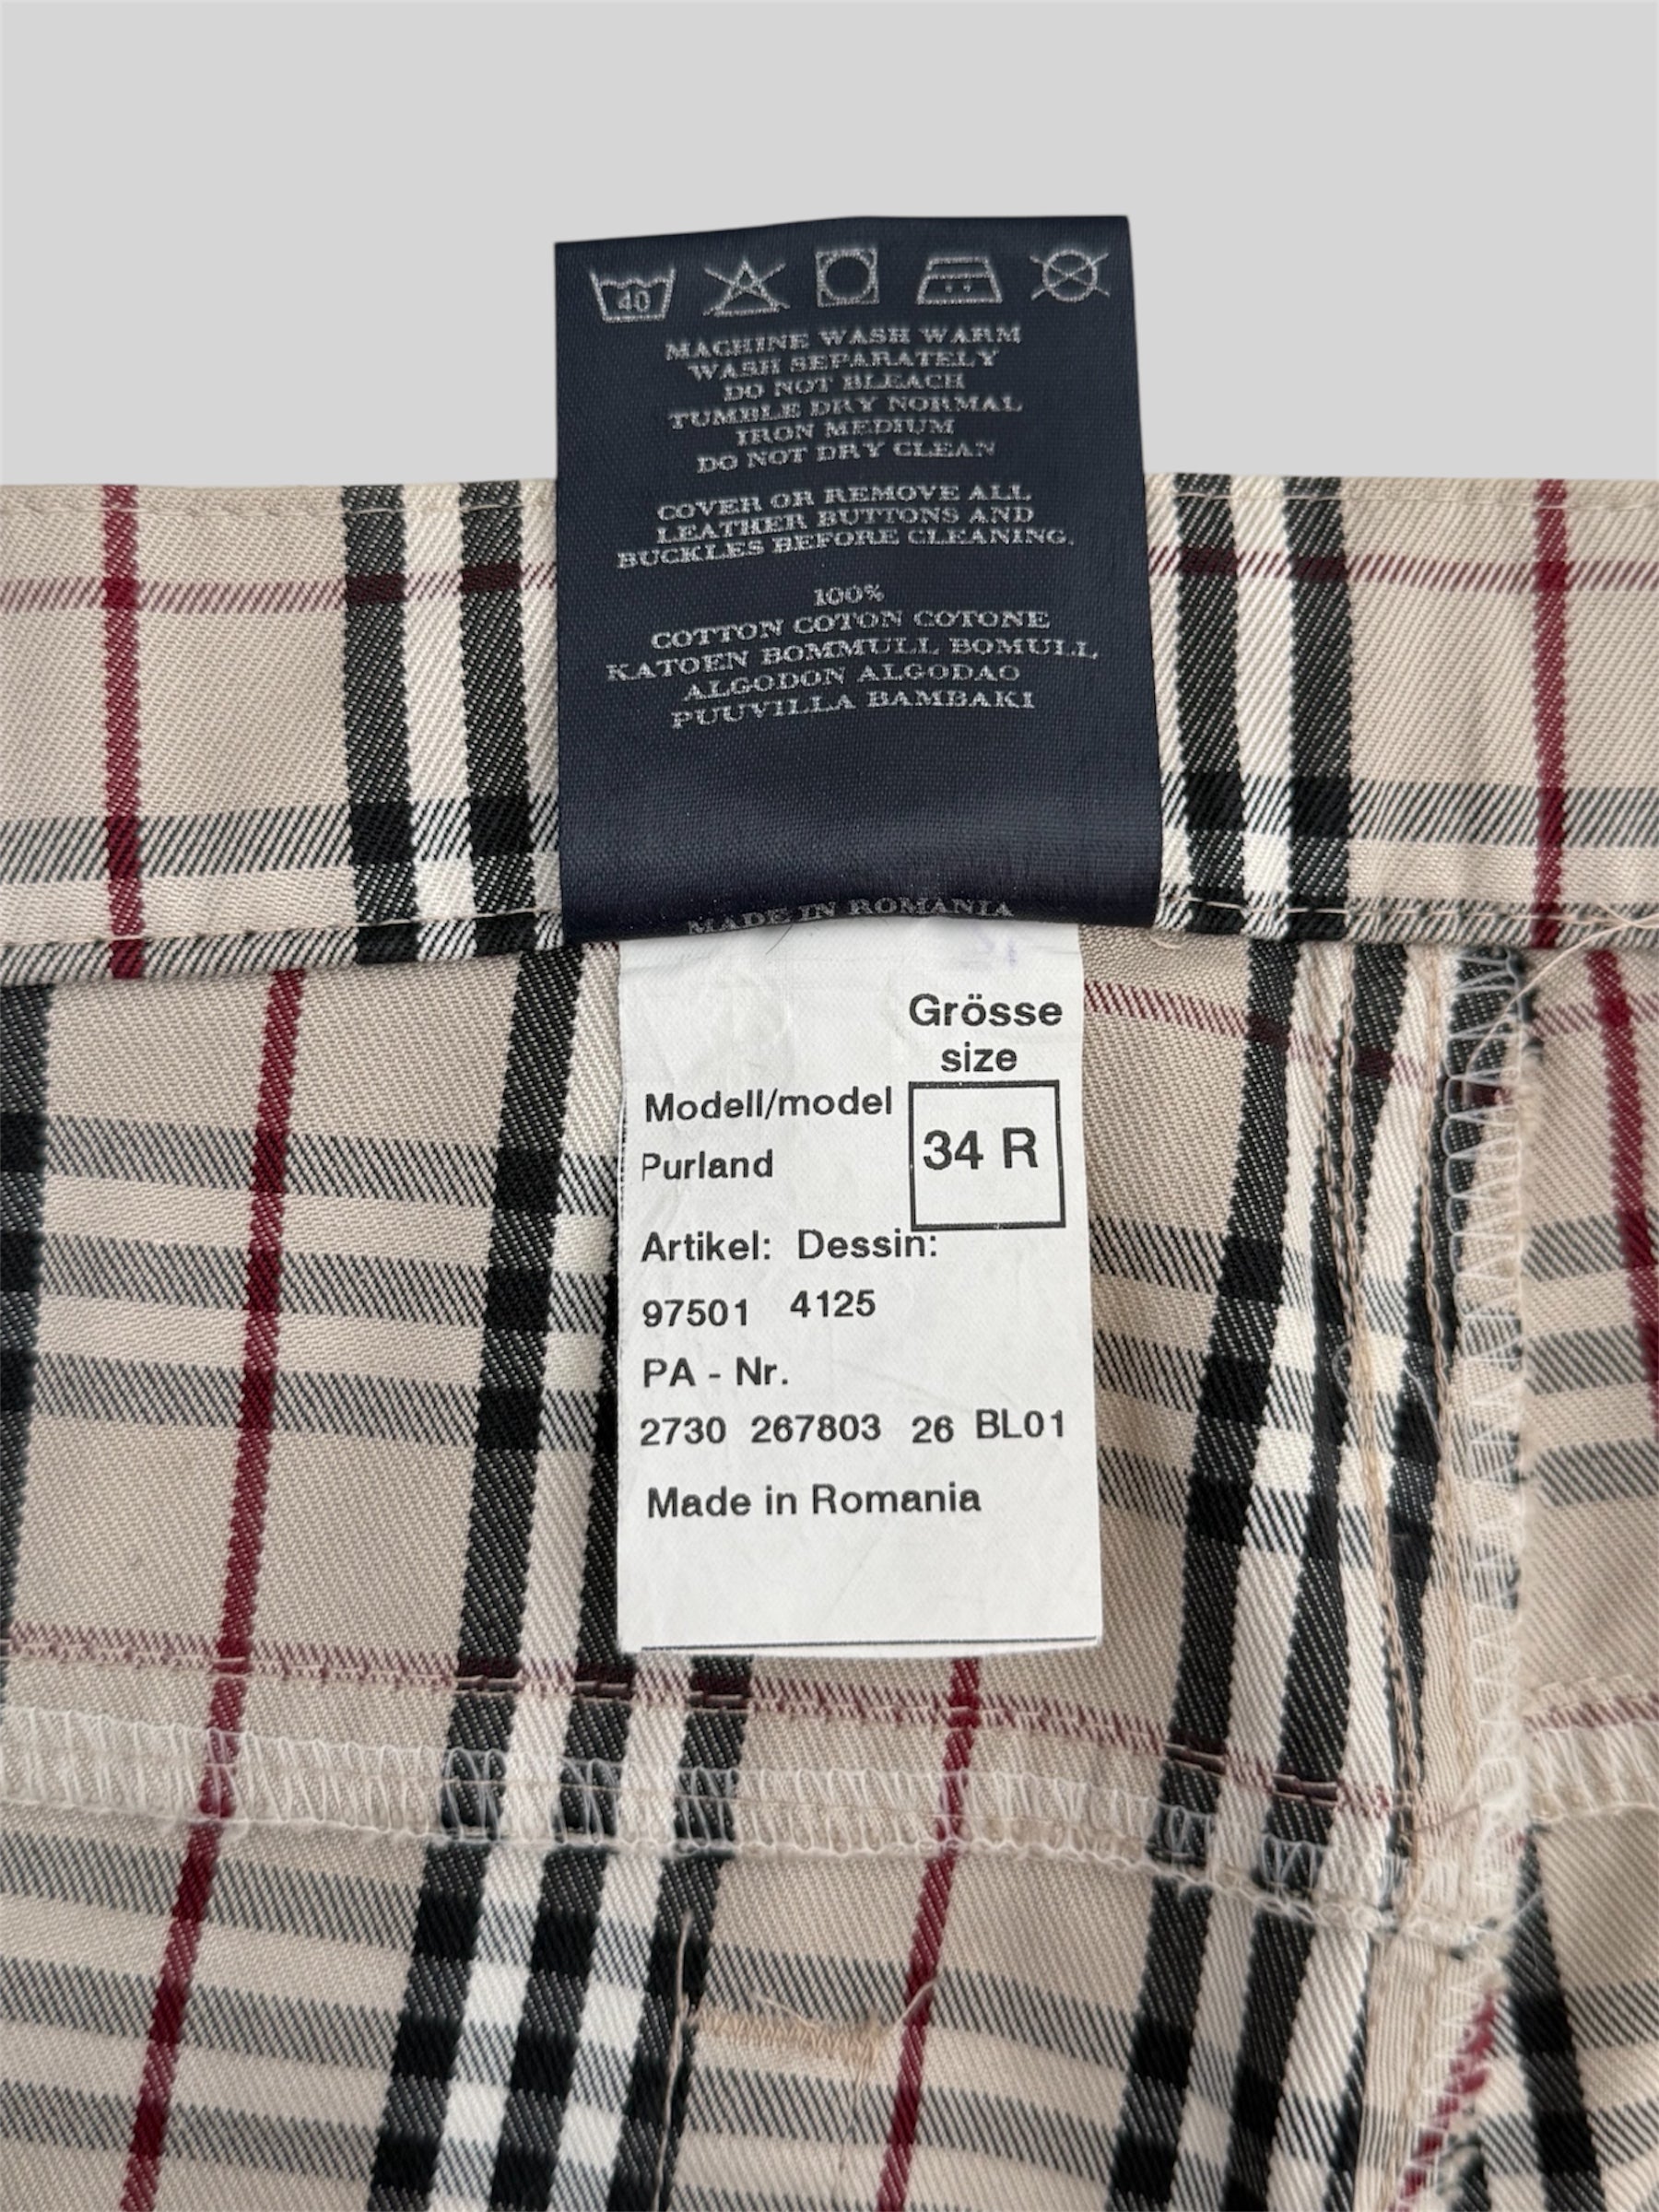 40
MACHINE WASH WARM
WASH SEPARATELY
DO NOT BLEACH
TUMBLE DRY NORMAL
IRON MEDIUM
DO NOT DRY CLEAN
COVER OR REMOVE ALL
LEATHER BUTTONS AND
BUCKLES BEFORE CLEANING.
100%
COTTON COTON COTONE
KATOEN BOMMULL BOMULL
ALGODON ALGODAO
PUUVILLA BAMBAKI
MADE IN ROMANIA
Grösse
size
Modell/model
34 R
Purland
Artikel: Dessin:
97501 4125
PA - Nr.
2730 267803 26 BL01
Made in Romania